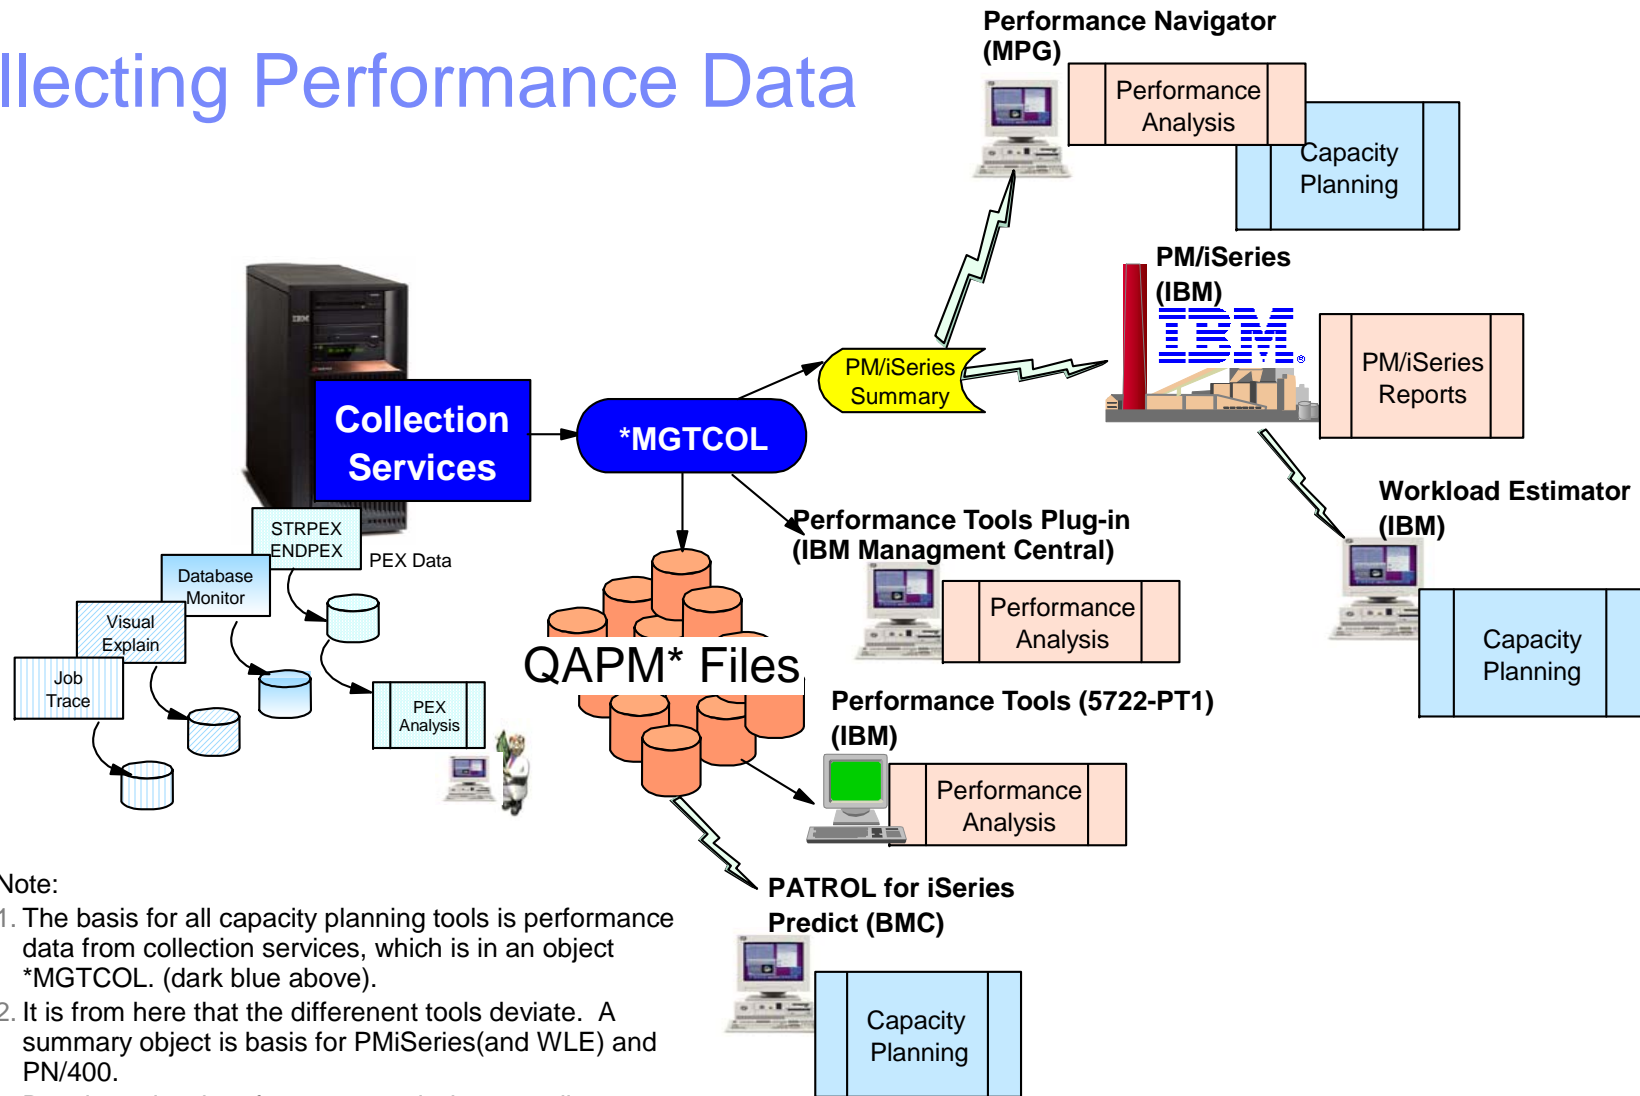 llecting Performance Data
Performance Navigator
(MPG)
Performance
Analysis
Capacity
Planning
PM/iSeries
(IBM)
IBM
®
PM/iSeries
Reports
PM/iSeries
Summary
IBM
Collection
Services
*MGTCOL
Workload Estimator
(IBM)
Capacity
Planning
Performance Tools Plug-in
(IBM Managment Central)
Performance
Analysis
STRPEX
ENDPEX
PEX Data
Database
Monitor
Visual
Explain
Job
Trace
PEX
Analysis
QAPM* Files
Performance Tools (5722-PT1)
(IBM)
Performance
Analysis
PATROL for iSeries
Predict (BMC)
Capacity
Planning
Note:
1. The basis for all capacity planning tools is performance
data from collection services, which is in an object
*MGTCOL. (dark blue above).
2. It is from here that the differenent tools deviate. A
summary object is basis for PMiSeries(and WLE) and
PN/400.